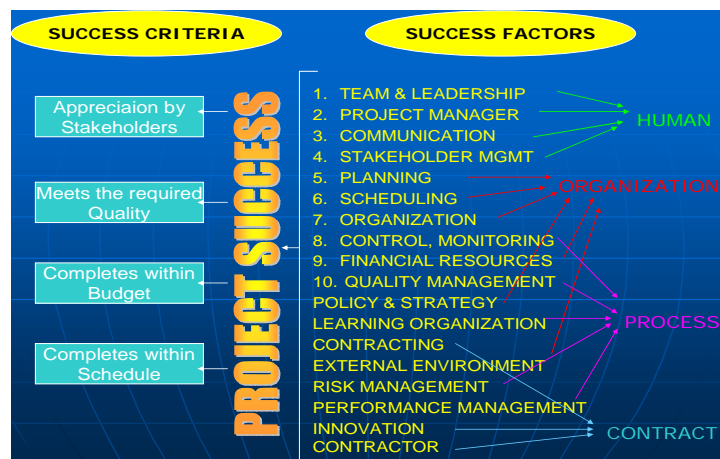 SUCCESS CRITERIA
SUCCESS FACTORS
Appreciaion by
Stakeholders
Meets the required
Quality
Completes within
Budget
Completes within
Schedule
PROJECT SUCCESS
1. TEAM & LEADERSHIP
2. PROJECT MANAGER
3. COMMUNICATION
4. STAKEHOLDER MGMT
5. PLANNING
6. SCHEDULING
7. ORGANIZATION
8. CONTROL, MONITORING
9. FINANCIAL RESOURCES
10. QUALITY MANAGEMENT
POLICY & STRATEGY
LEARNING ORGANIZATION
CONTRACTING
EXTERNAL ENVIRONMENT
RISK MANAGEMENT
PERFORMANCE MANAGEMENT
INNOVATION
CONTRACTOR
HUMAN
ORGANIZATION
PROCESS
CONTRACT